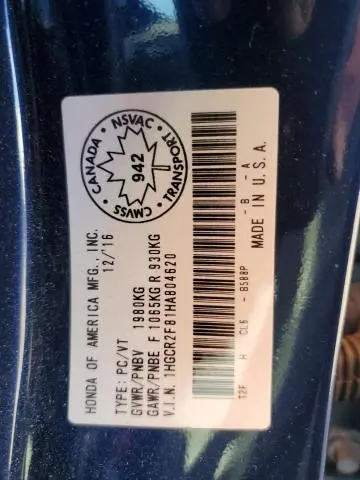 HONDA OF AMERICA MFG., INC.
12/'16
TYPE: PC/VT
GVWR/PNBV 1980KG
GAWR/PNBE F 1065KG R 930KG
V.I.N. 1HGCR2F81HA804620
CANADA
NSVAC
TRANSPORT
CMVSS
942
T2F H CL6 - B588P - B - A
MADE IN U.S.A.